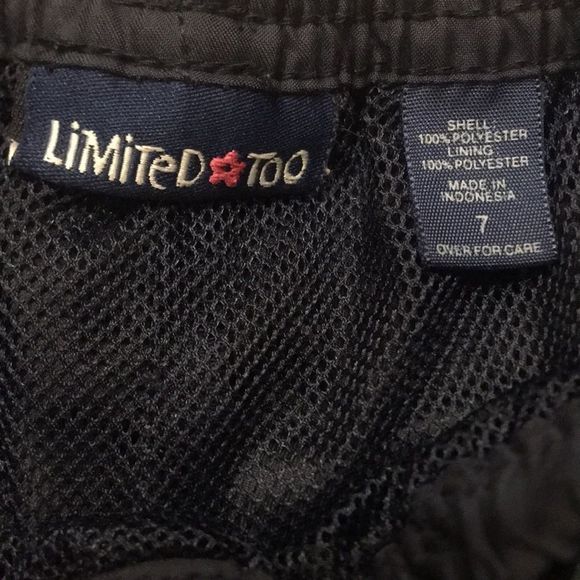 LiMiTeD TOO
SHELL:
100% POLYESTER
LINING
100% POLYESTER
MADE IN
INDONESIA
7
OVER FOR CARE